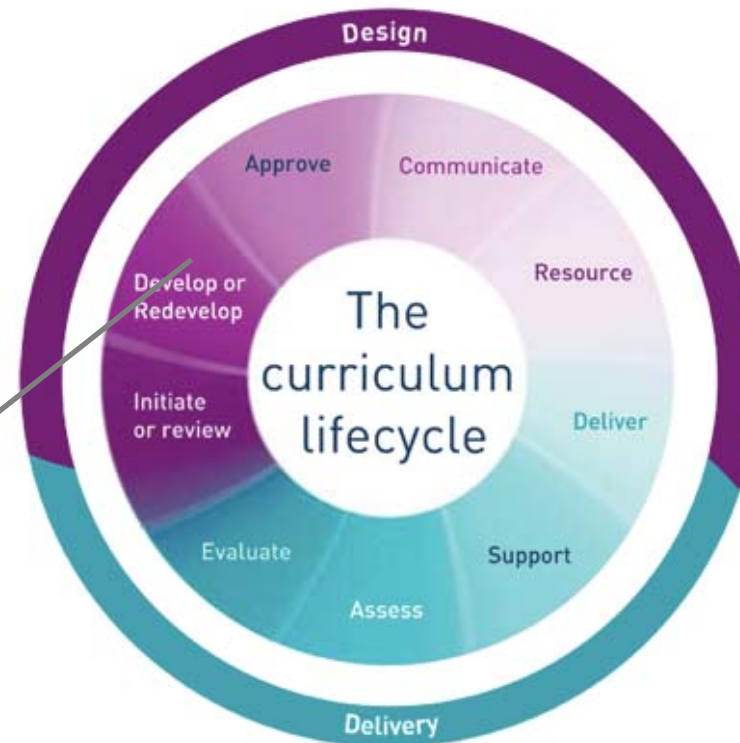 Design
Approve
Communicate
Develop or
Redevelop
Resource
The
curriculum
lifecycle
Initiate
or review
Deliver
Evaluate
Support
Assess
Delivery